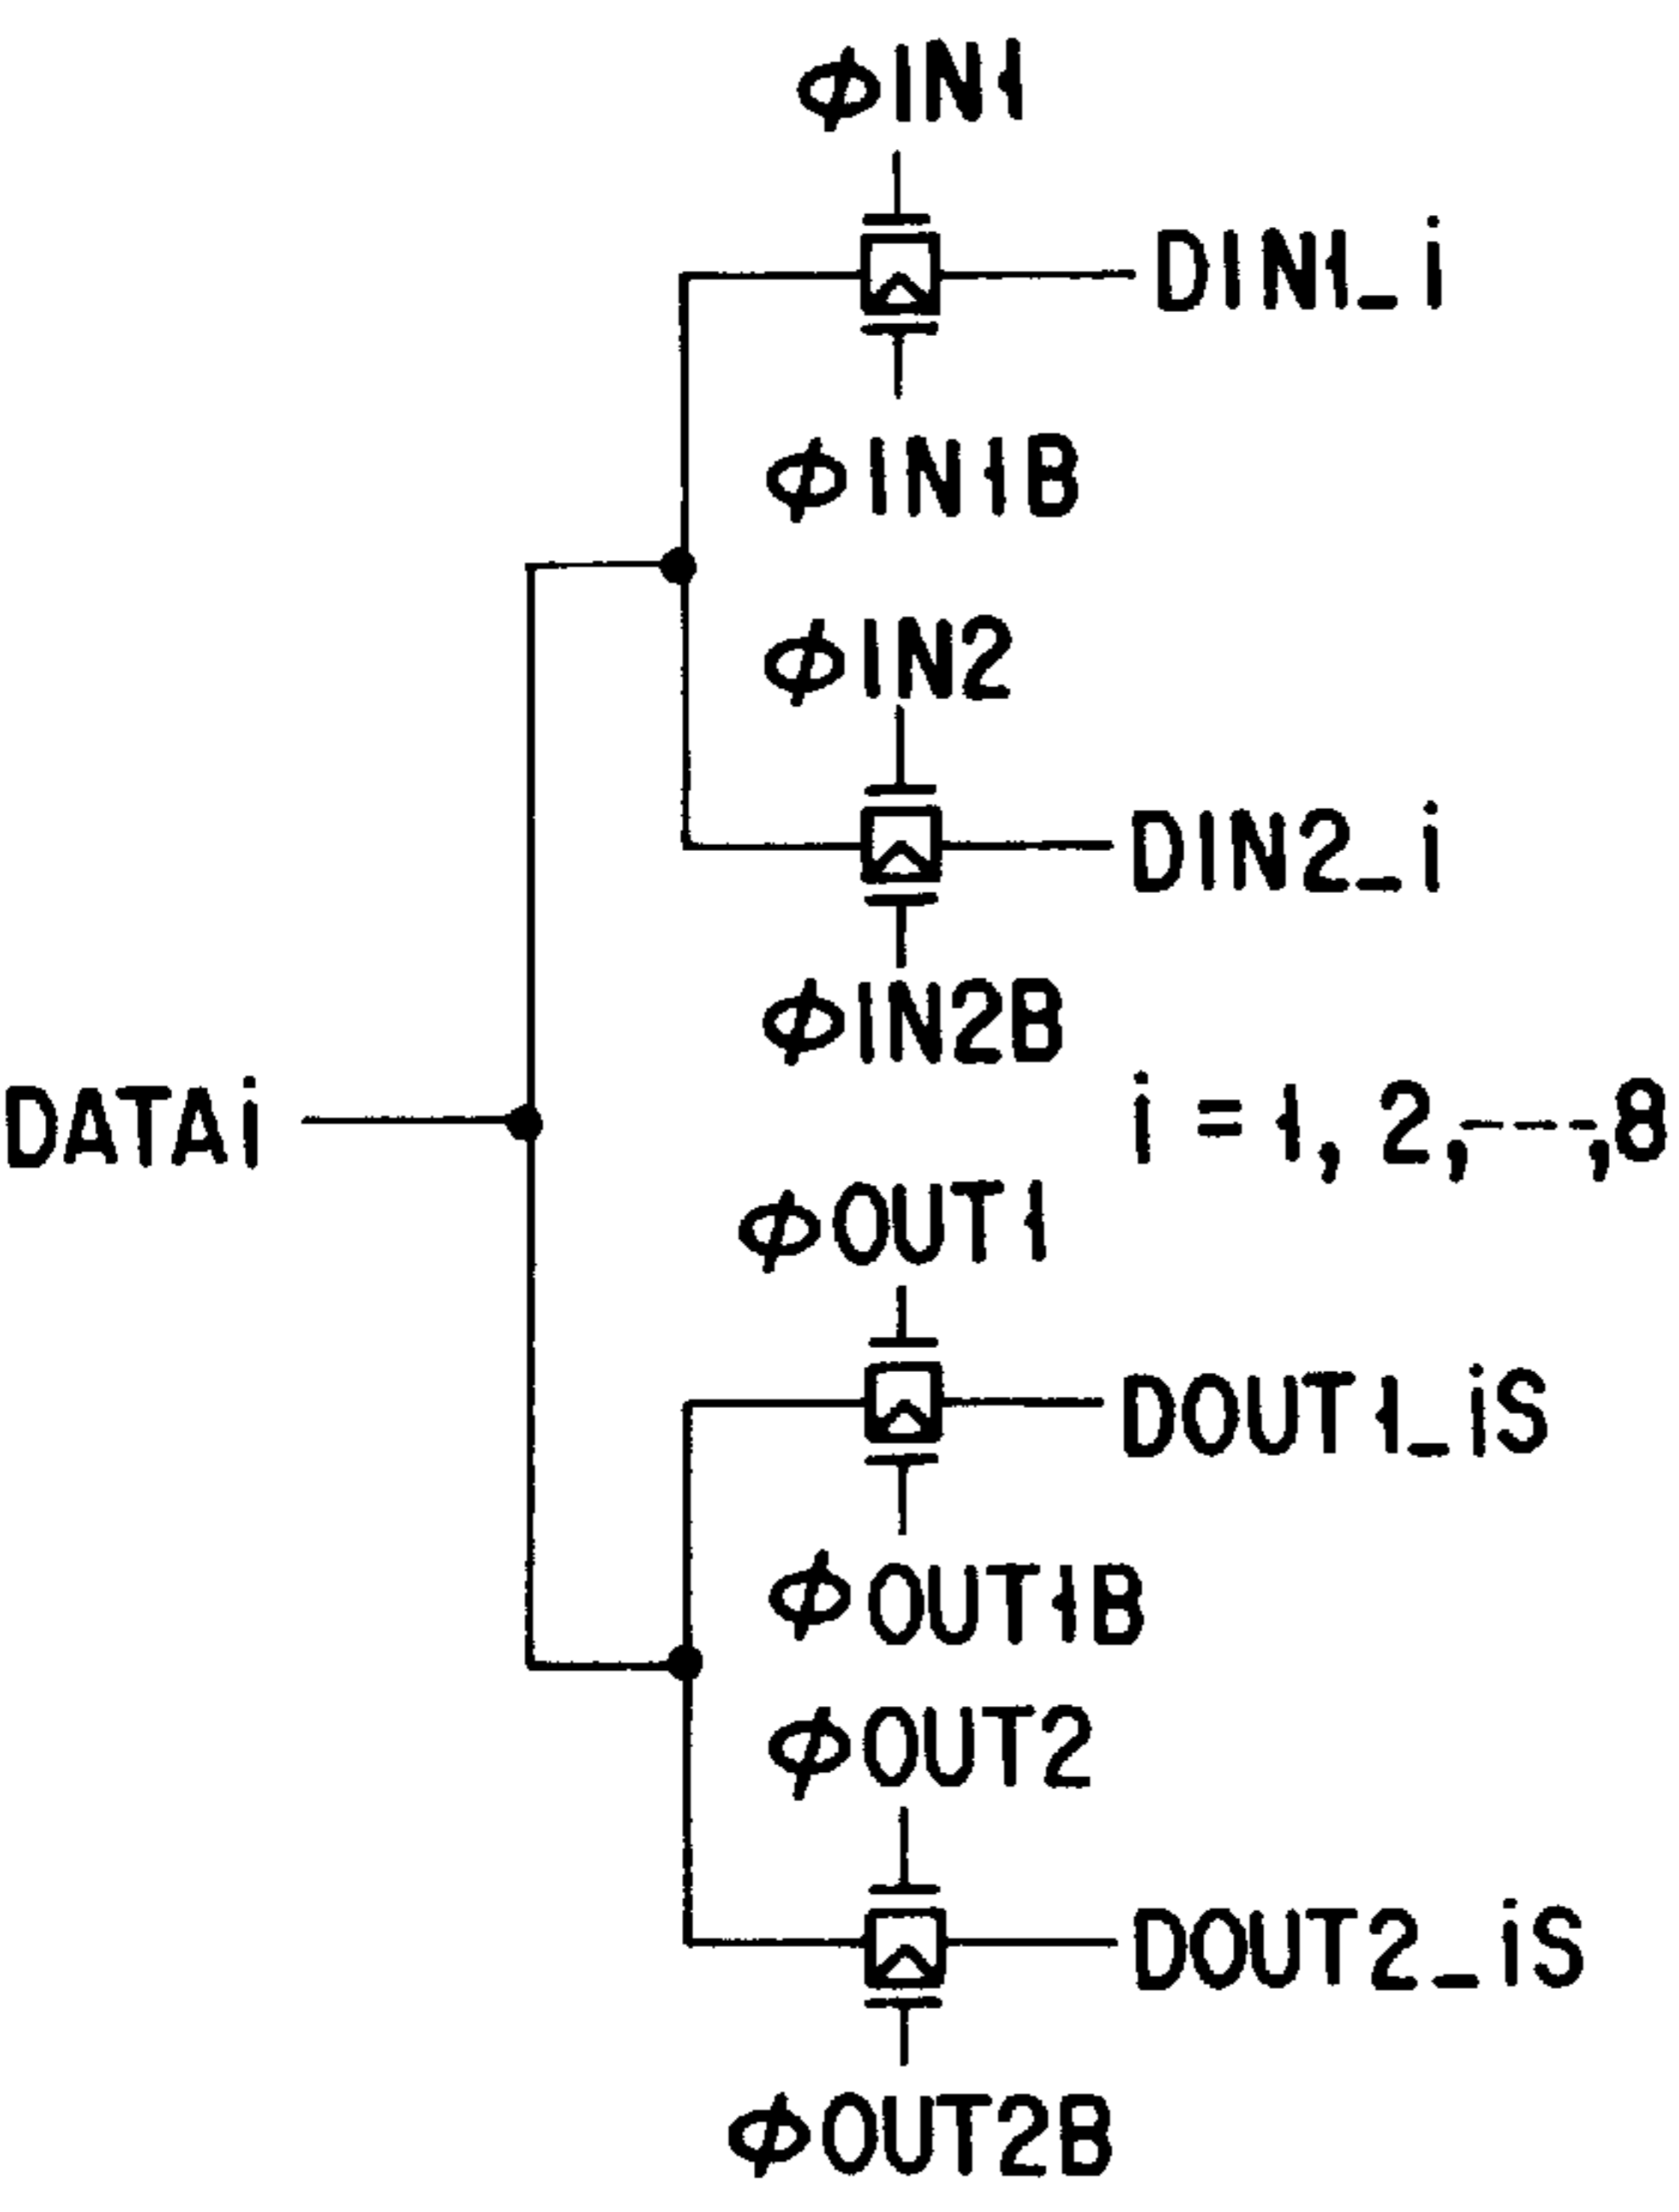 φIN1
DIN1_i
φIN1B
φIN2
DIN2_i
φIN2B
DATAi
i = 1, 2,---,8
φOUT1
DOUT1_iS
φOUT1B
φOUT2
DOUT2_iS
φOUT2B